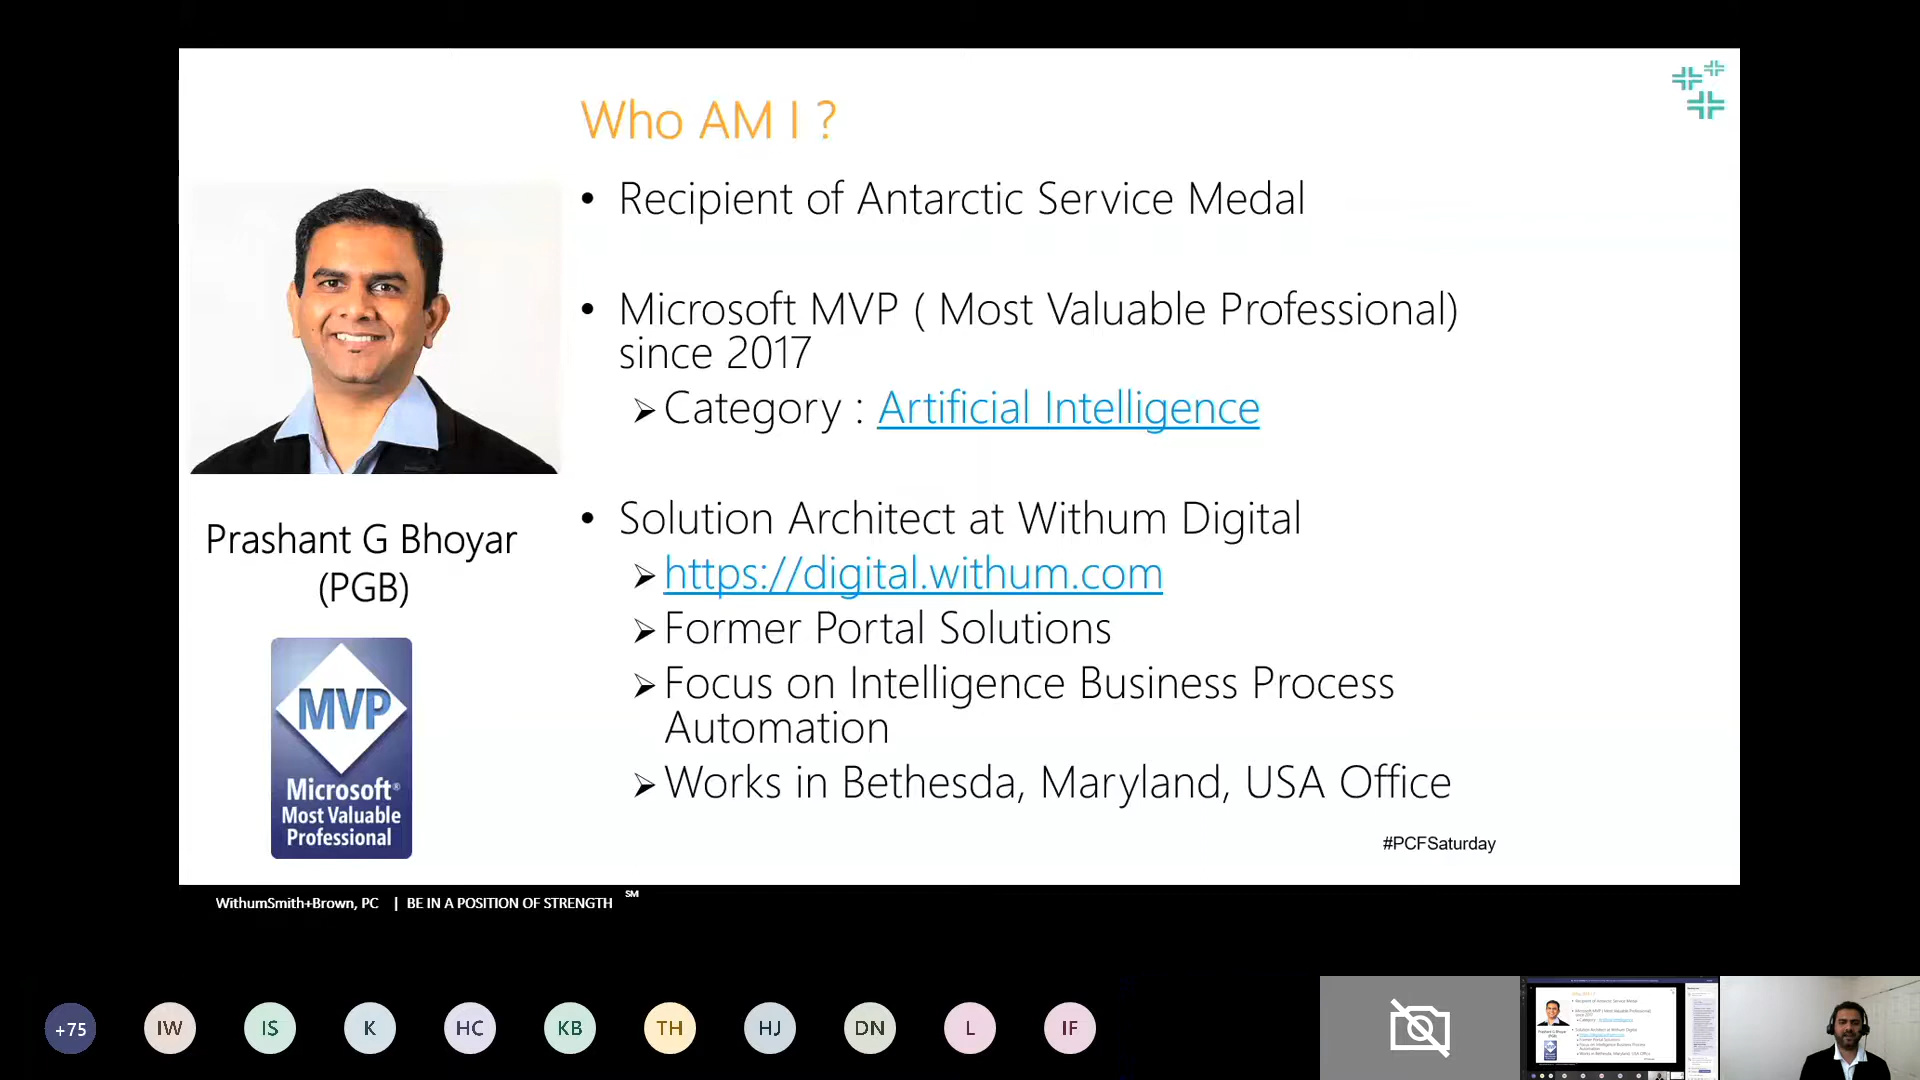 Who AM I ?
• Recipient of Antarctic Service Medal
• Microsoft MVP ( Most Valuable Professional)
since 2017
➢ Category : Artificial Intelligence
• Solution Architect at Withum Digital
➢ https://digital.withum.com
➢ Former Portal Solutions
➢ Focus on Intelligence Business Process
Automation
➢ Works in Bethesda, Maryland, USA Office
Prashant G Bhoyar
(PGB)
MVP
Microsoft®
Most Valuable
Professional
#PCFSaturday
WithumSmith+Brown, PC | BE IN A POSITION OF STRENGTH SM
+75 IW IS K HC KB TH HJ DN L IF